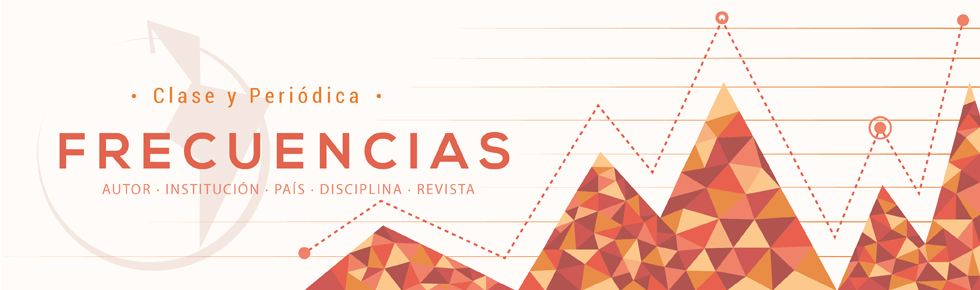 • Clase y Periódica •
FRECUENCIAS
AUTOR · INSTITUCIÓN · PAÍS · DISCIPLINA · REVISTA